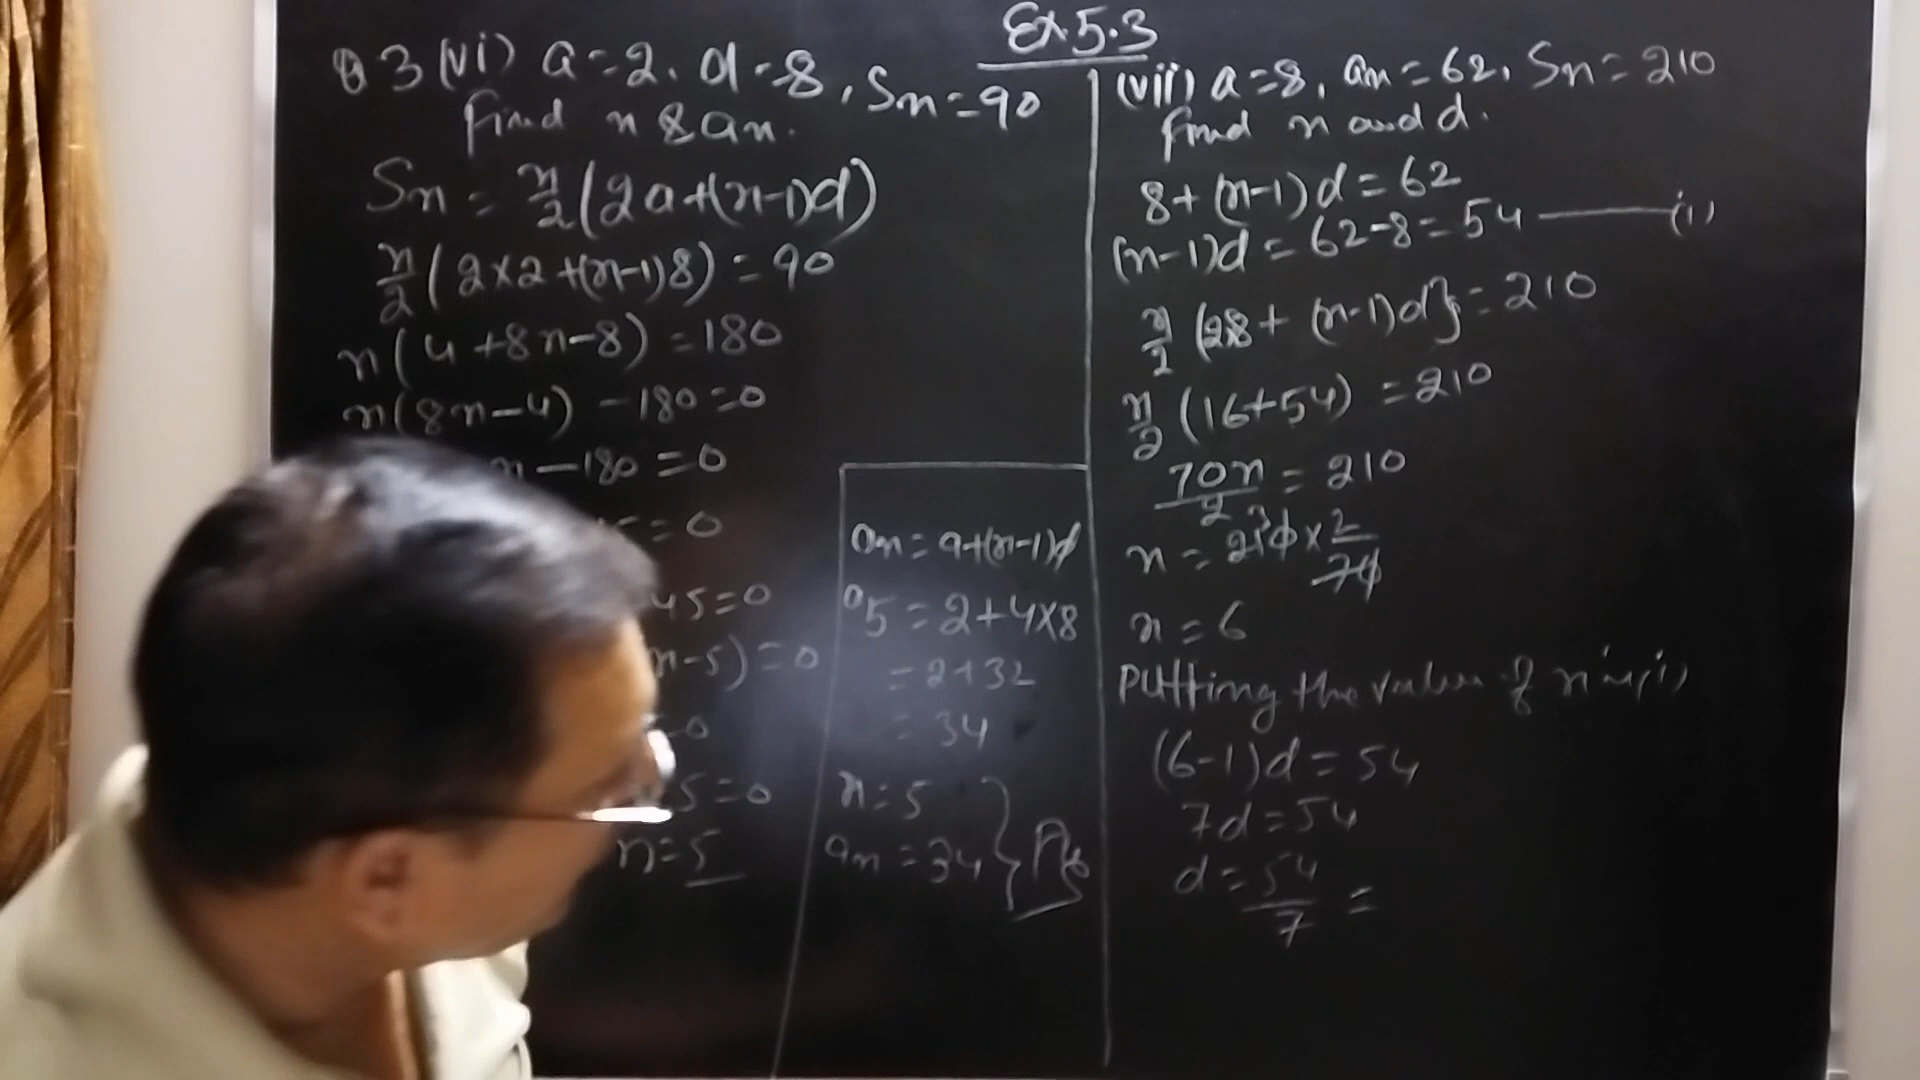 Ex.5.3
Q 3 (vi) a=2, d=8, Sn=90
find n & an.
Sn = n/2 (2a+(n-1)d)
n/2 (2×2+(n-1)8) = 90
n(4+8n-8) = 180
n(8n-4) -180=0
n-180=0
5=0
45=0
n-5)=0
=0
5=0
n=5
an=a+(n-1)d
a5=2+4×8
=2+32
=34
n=5
an=34 } Ans
(vii) a=8, an=62, Sn=210
find n and d.
8+(n-1)d=62
(n-1)d=62-8=54 ——— (i)
n/2 {2×8+ (n-1)d}=210
n/2 (16+54) =210
70n/2 = 210
n = 210×2/70 3
n=6
Putting the value of n in (i)
(6-1)d=54
7d=54
d=54/7 =